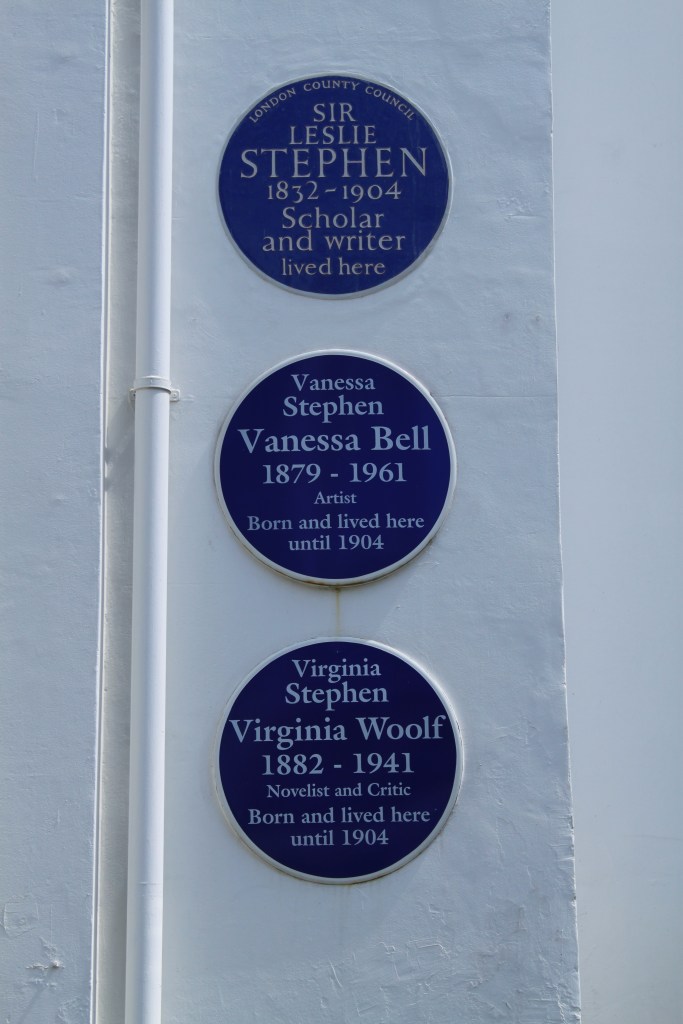 LONDON COUNTY COUNCIL
SIR
LESLIE
STEPHEN
1832-1904
Scholar
and writer
lived here
Vanessa
Stephen
Vanessa Bell
1879 - 1961
Artist
Born and lived here
until 1904
Virginia
Stephen
Virginia Woolf
1882 - 1941
Novelist and Critic
Born and lived here
until 1904